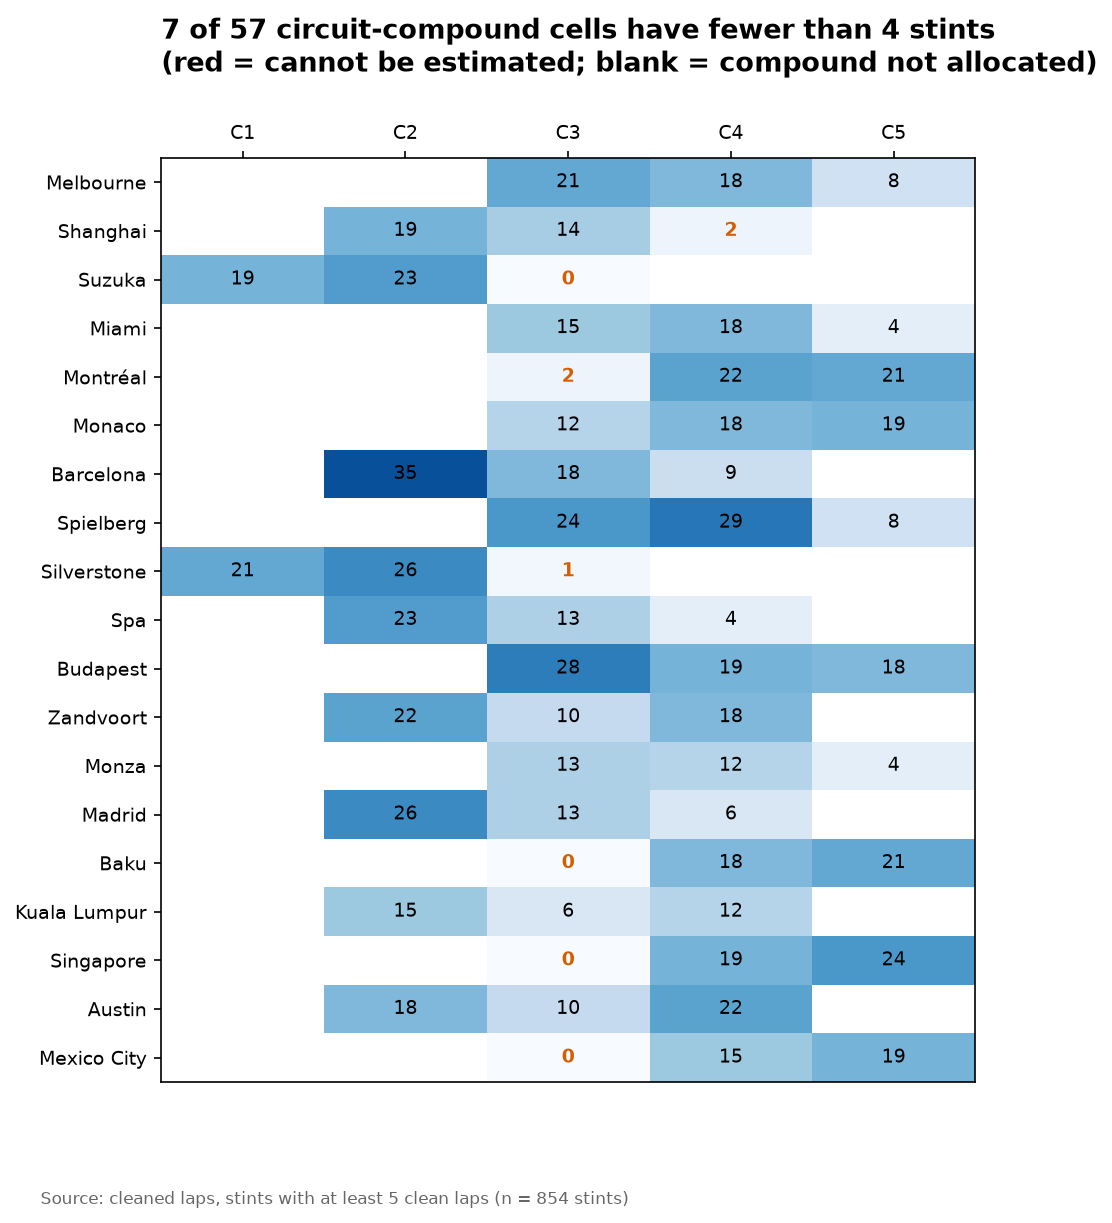 7 of 57 circuit-compound cells have fewer than 4 stints
(red = cannot be estimated; blank = compound not allocated)
C1 C2 C3 C4 C5
Melbourne 21 18 8
Shanghai 19 14 2
Suzuka 19 23 0
Miami 15 18 4
Montréal 2 22 21
Monaco 12 18 19
Barcelona 35 18 9
Spielberg 24 29 8
Silverstone 21 26 1
Spa 23 13 4
Budapest 28 19 18
Zandvoort 22 10 18
Monza 13 12 4
Madrid 26 13 6
Baku 0 18 21
Kuala Lumpur 15 6 12
Singapore 0 19 24
Austin 18 10 22
Mexico City 0 15 19
Source: cleaned laps, stints with at least 5 clean laps (n = 854 stints)